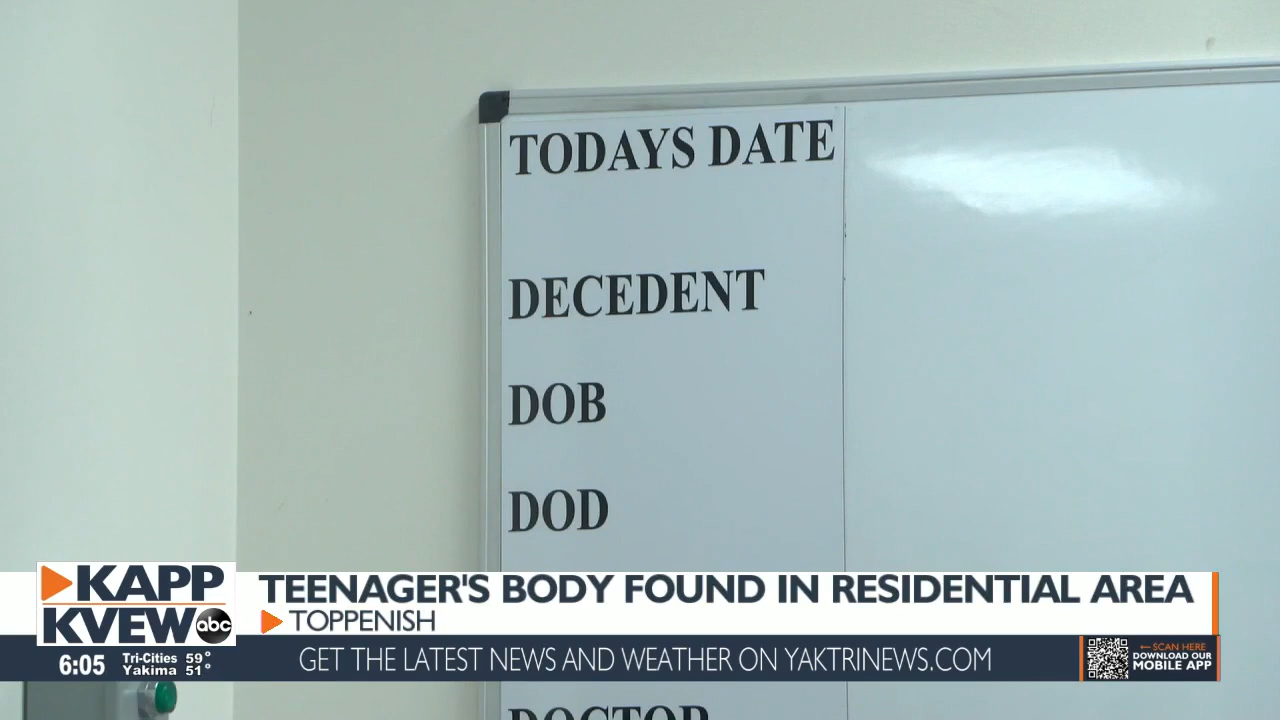 TODAYS DATE
DECEDENT
DOB
DOD
DOCTOR
KAPP
KVEW abc
TEENAGER'S BODY FOUND IN RESIDENTIAL AREA
TOPPENISH
6:05
Tri-Cities 59°
Yakima 51°
GET THE LATEST NEWS AND WEATHER ON YAKTRINEWS.COM
←SCAN HERE
DOWNLOAD OUR
MOBILE APP